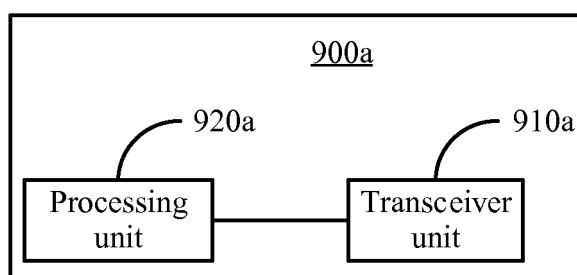 900a
920a
910a
Processing
unit
Transceiver
unit